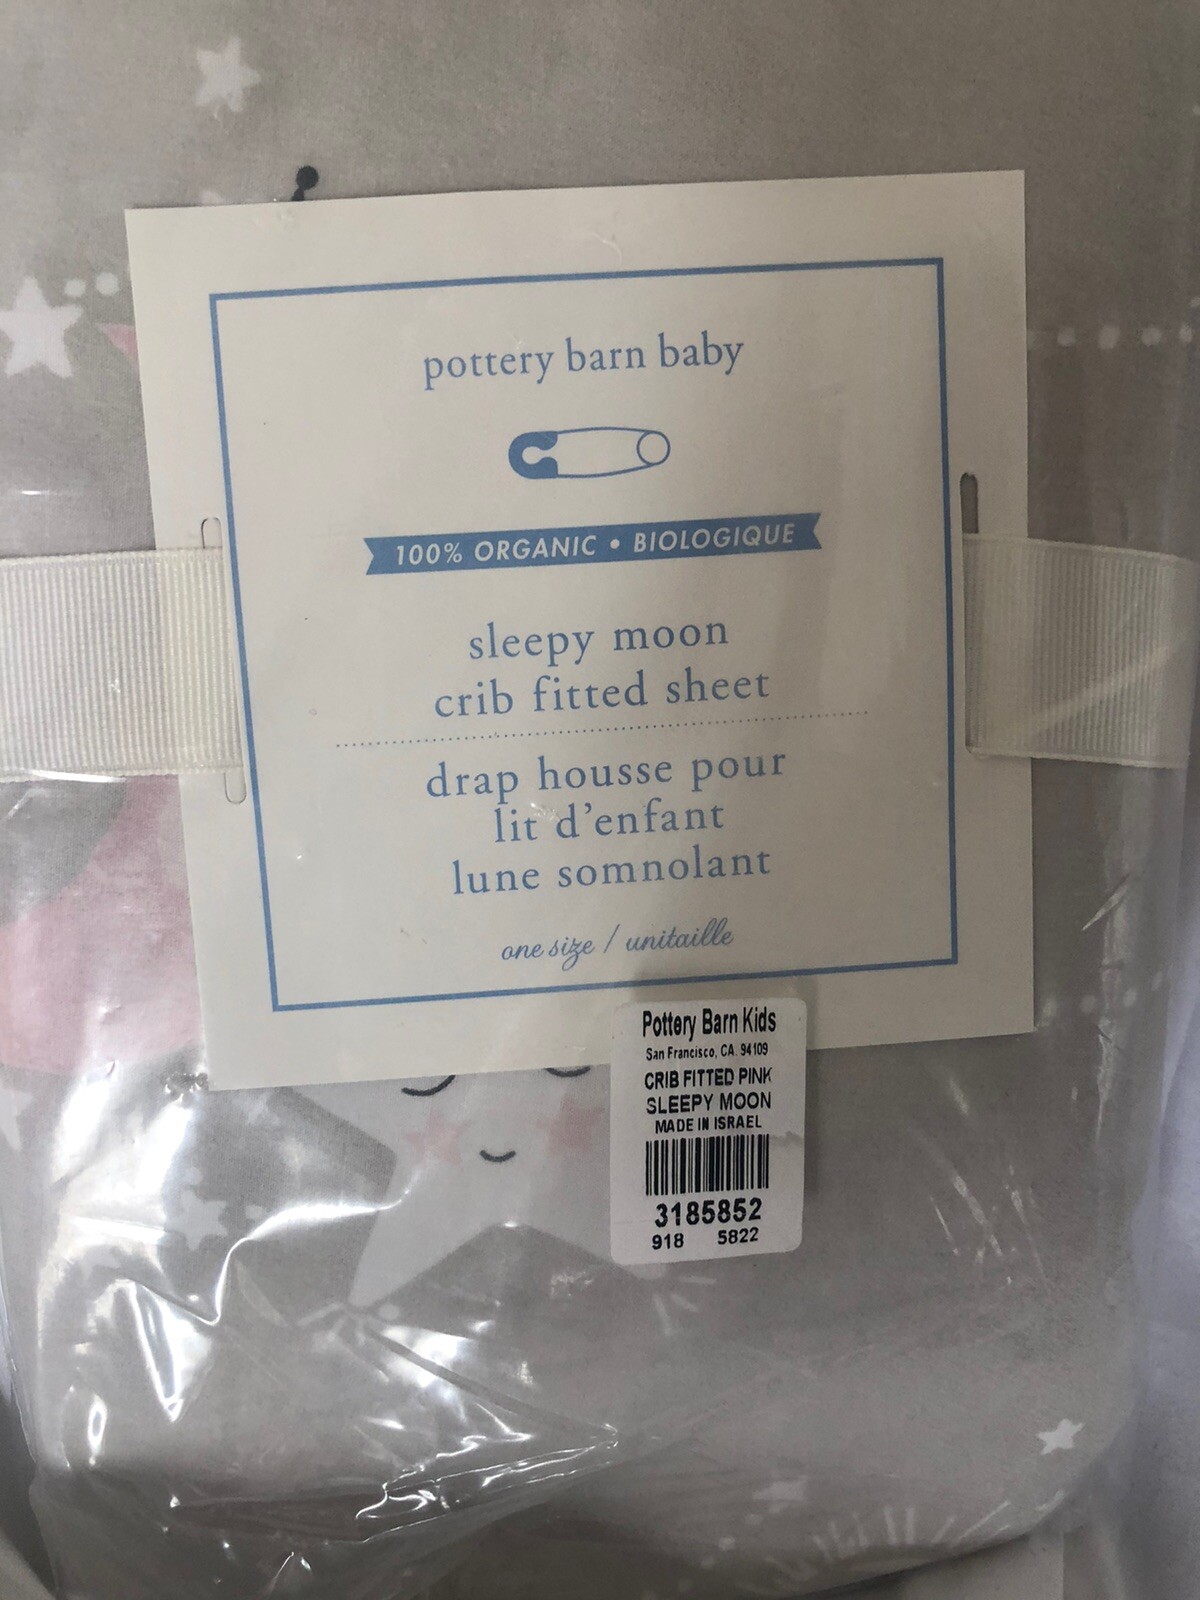 pottery barn baby
100% ORGANIC • BIOLOGIQUE
sleepy moon
crib fitted sheet
drap housse pour
lit d'enfant
lune somnolant
one size / unitaille
Pottery Barn Kids
San Francisco, CA. 94109
CRIB FITTED PINK
SLEEPY MOON
MADE IN ISRAEL
3185852
918 5822